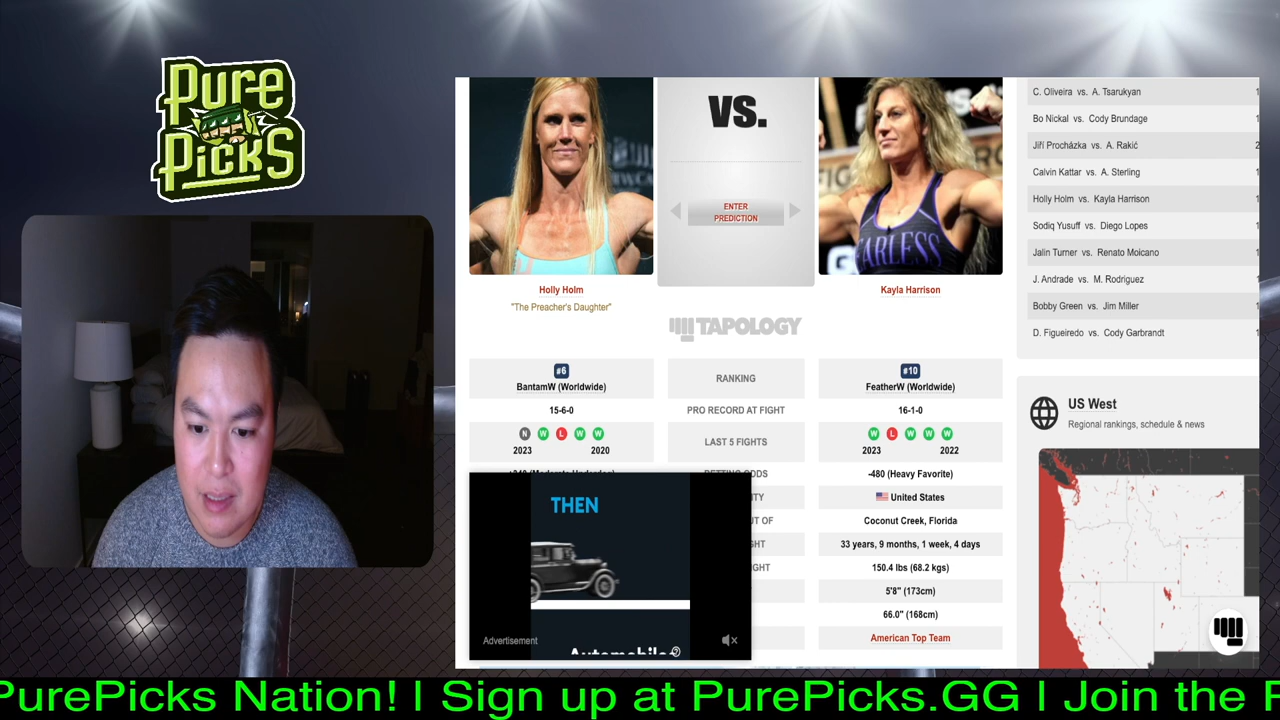 Pure
Picks
VS.
ENTER
PREDICTION
FEARLESS
Holly Holm
"The Preacher's Daughter"
Kayla Harrison
TAPOLOGY
#6
BantamW (Worldwide)
RANKING
#10
FeatherW (Worldwide)
15-6-0
PRO RECORD AT FIGHT
16-1-0
N W L W W
2023 2020
LAST 5 FIGHTS
W L W W W
2023 2022
-480 (Heavy Favorite)
United States
Coconut Creek, Florida
33 years, 9 months, 1 week, 4 days
150.4 lbs (68.2 kgs)
5'8" (173cm)
66.0" (168cm)
American Top Team
THEN
Advertisement
Automobiles
C. Oliveira vs. A. Tsarukyan
Bo Nickal vs. Cody Brundage
Jiří Procházka vs. A. Rakić
Calvin Kattar vs. A. Sterling
Holly Holm vs. Kayla Harrison
Sodiq Yusuff vs. Diego Lopes
Jalin Turner vs. Renato Moicano
J. Andrade vs. M. Rodriguez
Bobby Green vs. Jim Miller
D. Figueiredo vs. Cody Garbrandt
US West
Regional rankings, schedule & news
PurePicks Nation! | Sign up at PurePicks.GG | Join the